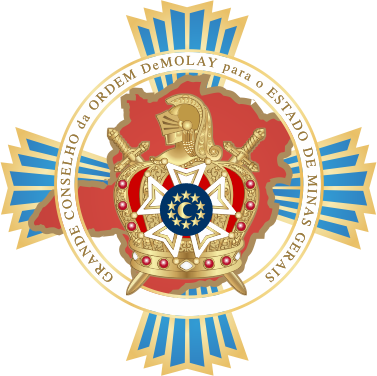 GRANDE CONSELHO da ORDEM DeMOLAY para o ESTADO DE MINAS GERAIS